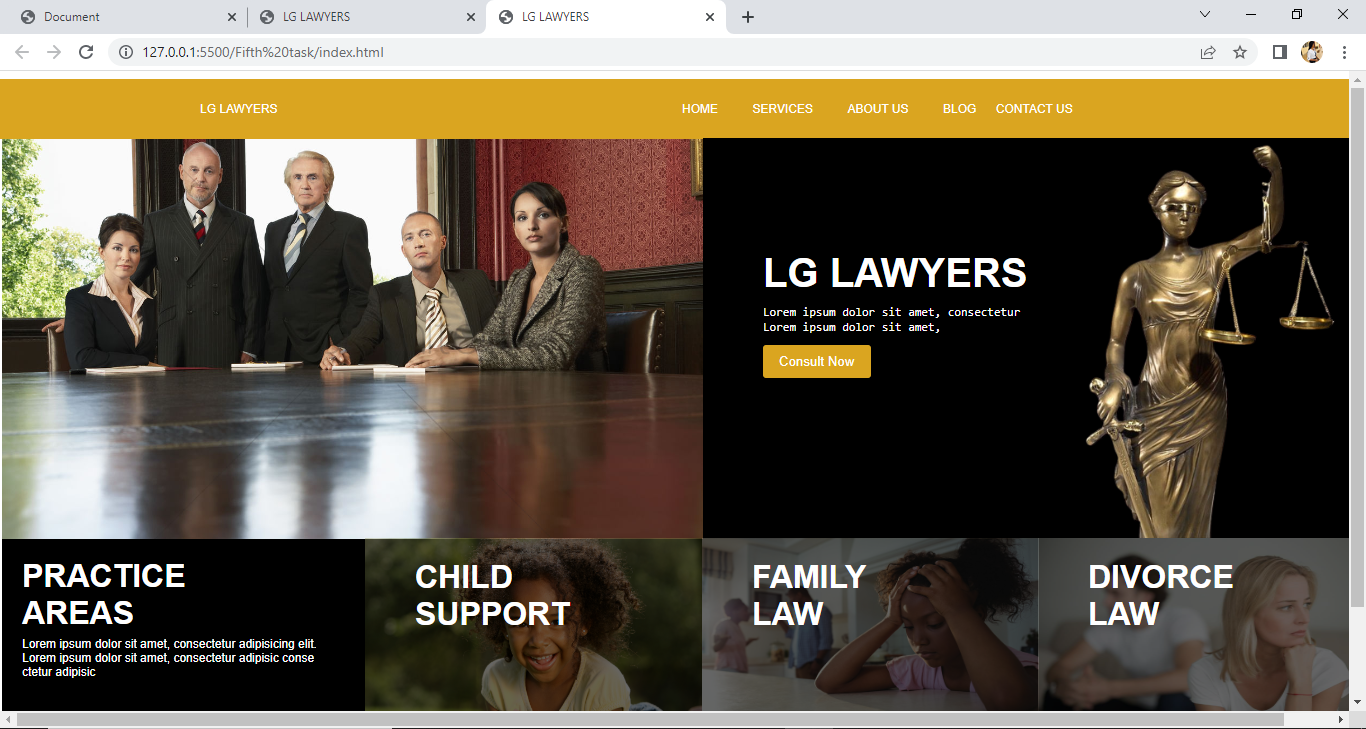 Document
LG LAWYERS
LG LAWYERS
127.0.0.1:5500/Fifth%20task/index.html
LG LAWYERS
HOME
SERVICES
ABOUT US
BLOG
CONTACT US
LG LAWYERS
Lorem ipsum dolor sit amet, consectetur
Lorem ipsum dolor sit amet,
Consult Now
PRACTICE
AREAS
Lorem ipsum dolor sit amet, consectetur adipisicing elit.
Lorem ipsum dolor sit amet, consectetur adipisic conse
ctetur adipisic
CHILD
SUPPORT
FAMILY
LAW
DIVORCE
LAW